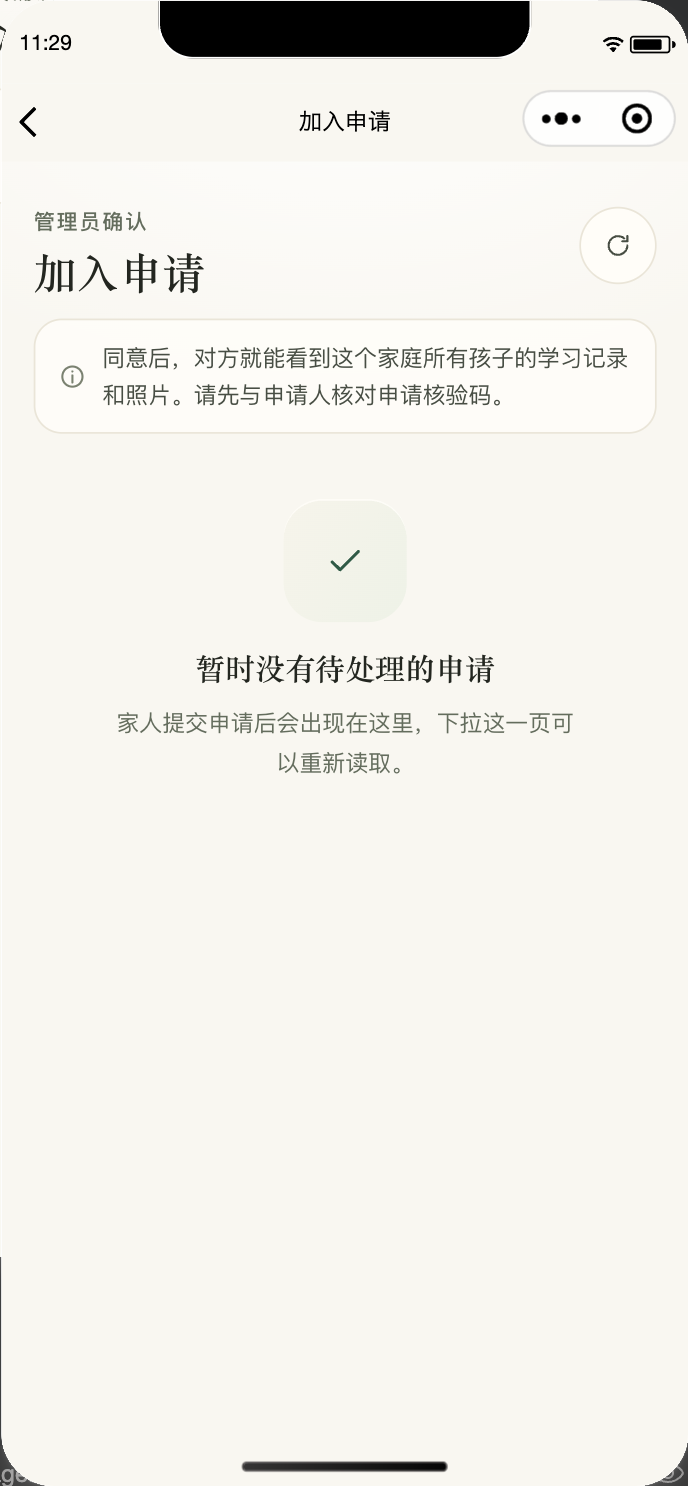 11:29
加入申请
管理员确认
加入申请
同意后，对方就能看到这个家庭所有孩子的学习记录
和照片。请先与申请人核对申请核验码。
暂时没有待处理的申请
家人提交申请后会出现在这里，下拉这一页可
以重新读取。